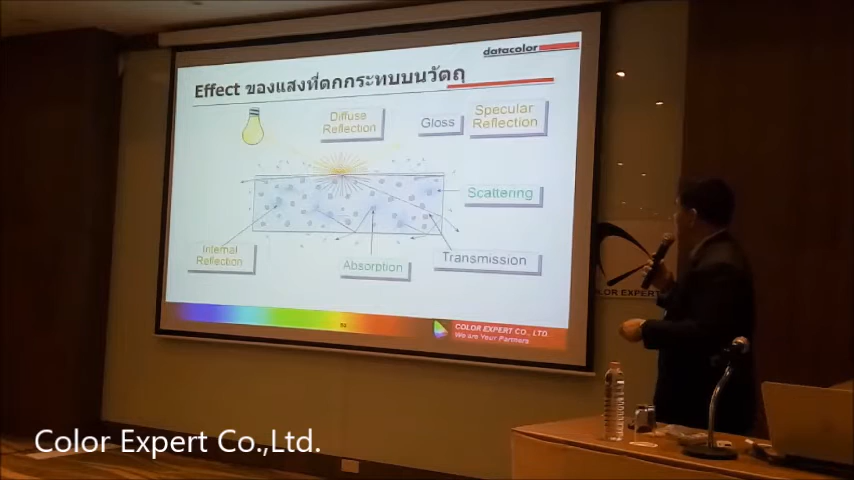 datacolor
Effect ของแสงที่ตกกระทบบนวัตถุ
Diffuse
Reflection
Gloss
Specular
Reflection
Scattering
Internal
Reflection
Absorption
Transmission
COLOR EXPERT CO., LTD.
We are Your Partners
COLOR EXPERT
Color Expert Co.,Ltd.